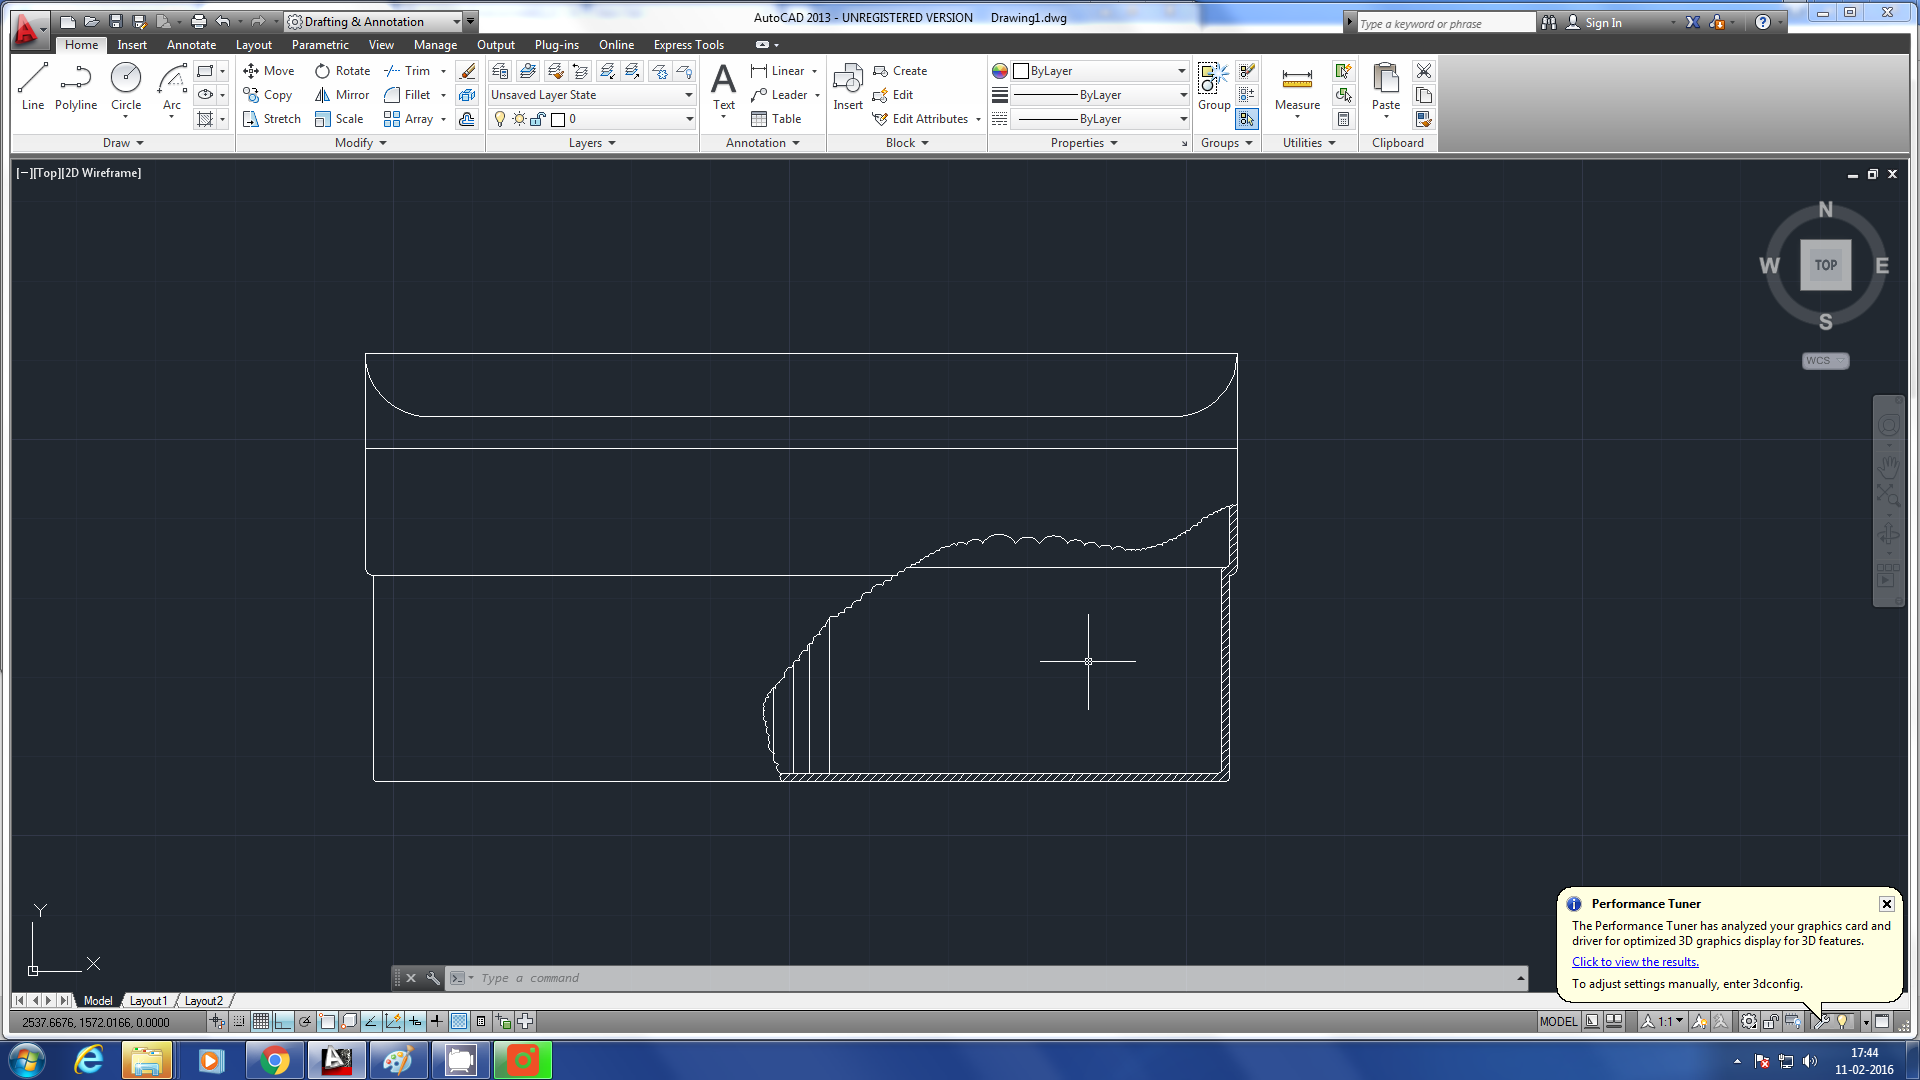 Drafting & Annotation
AutoCAD 2013 - UNREGISTERED VERSION Drawing1.dwg
Type a keyword or phrase
Sign In
Home Insert Annotate Layout Parametric View Manage Output Plug-ins Online Express Tools
Line
Polyline
Circle
Arc
Draw
Move Rotate Trim
Copy Mirror Fillet
Stretch Scale Array
Modify
Unsaved Layer State
0
Layers
Text
Linear
Leader
Table
Annotation
Insert
Create
Edit
Edit Attributes
Block
ByLayer
ByLayer
ByLayer
Properties
Group
Groups
Measure
Utilities
Paste
Clipboard
[−][Top][2D Wireframe]
N
W TOP E
S
WCS
Y
X
Type a command
Performance Tuner
The Performance Tuner has analyzed your graphics card and
driver for optimized 3D graphics display for 3D features.
Click to view the results.
To adjust settings manually, enter 3dconfig.
Model Layout1 Layout2
2537.6676, 1572.0166, 0.0000
MODEL
1:1
17:44
11-02-2016